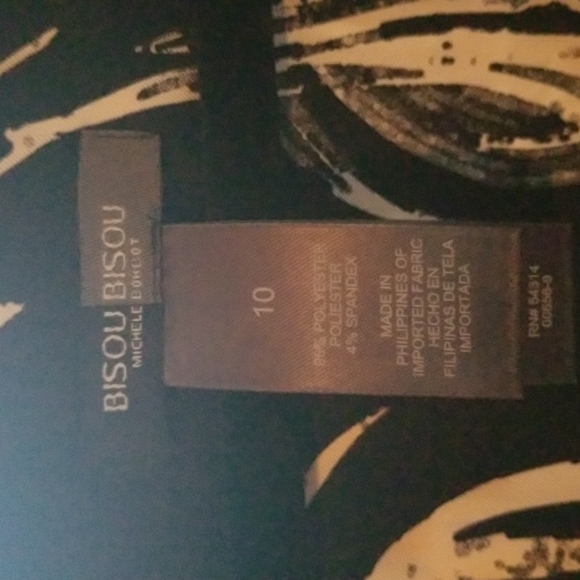 BISOU BISOU
MICHELE BOHBOT
10
POLYESTER
POLIESTER
4% SPANDEX
MADE IN
PHILIPPINES OF
IMPORTED FABRIC
HECHO EN
FILIPINAS DE TELA
IMPORTADA
RN# 54914